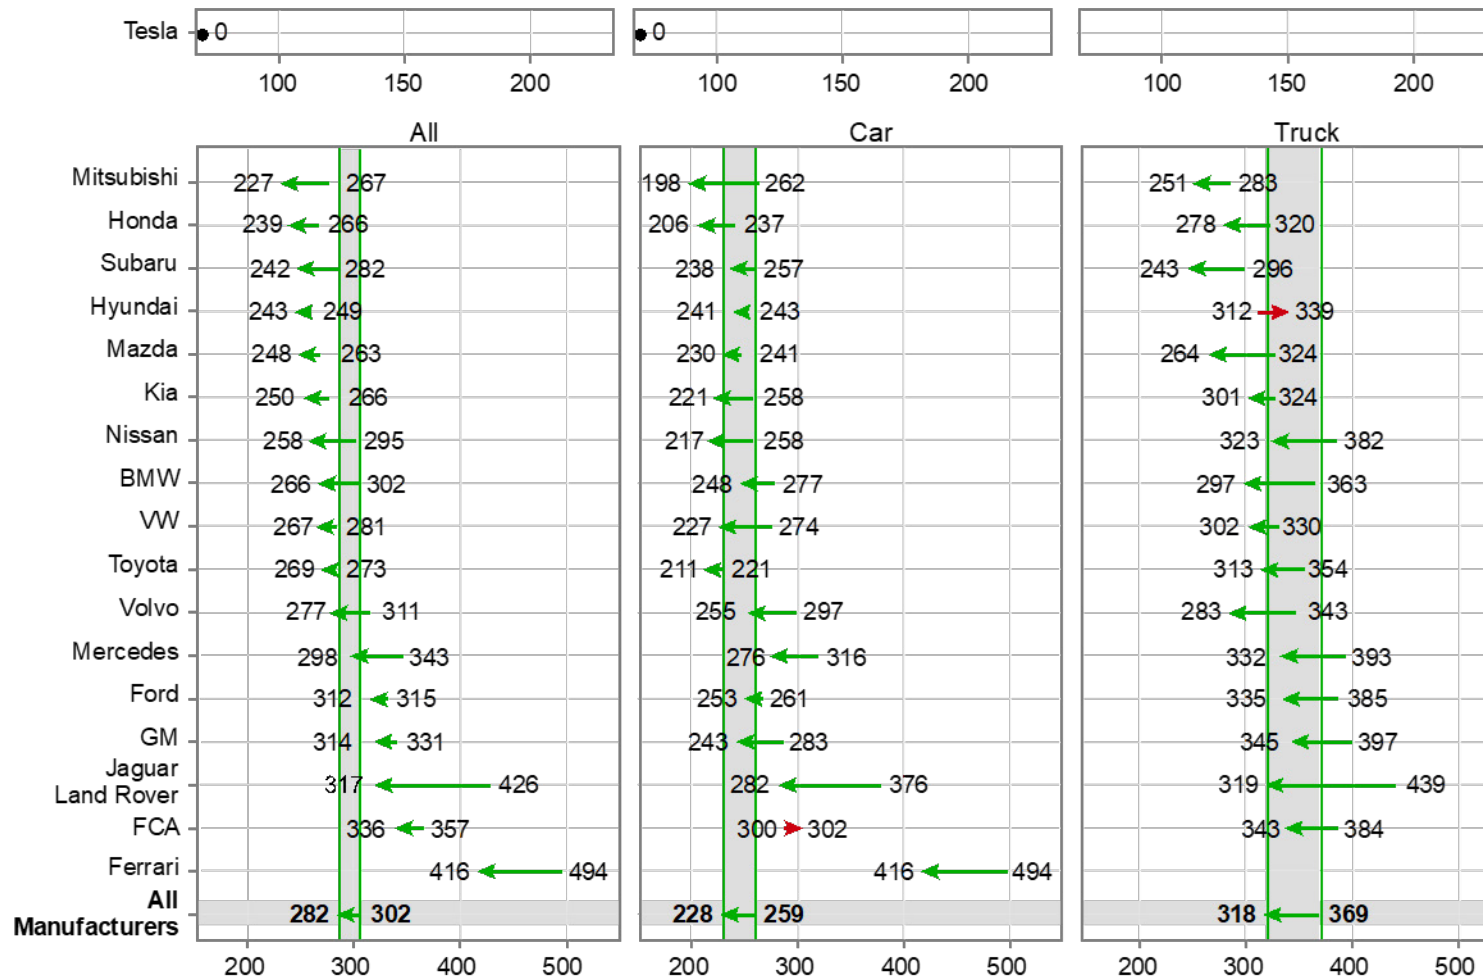 Tesla 0 0
100 150 200 100 150 200 100 150 200
All Car Truck
Mitsubishi 227 267 198 262 251 283
Honda 239 266 206 237 278 320
Subaru 242 282 238 257 243 296
Hyundai 243 249 241 243 312 339
Mazda 248 263 230 241 264 324
Kia 250 266 221 258 301 324
Nissan 258 295 217 258 323 382
BMW 266 302 248 277 297 363
VW 267 281 227 274 302 330
Toyota 269 273 211 221 313 354
Volvo 277 311 255 297 283 343
Mercedes 298 343 276 316 332 393
Ford 312 315 253 261 335 385
GM 314 331 243 283 345 397
Jaguar
Land Rover 317 426 282 376 319 439
FCA 336 357 300 302 343 384
Ferrari 416 494 416 494
All
Manufacturers 282 302 228 259 318 369
200 300 400 500 200 300 400 500 200 300 400 500